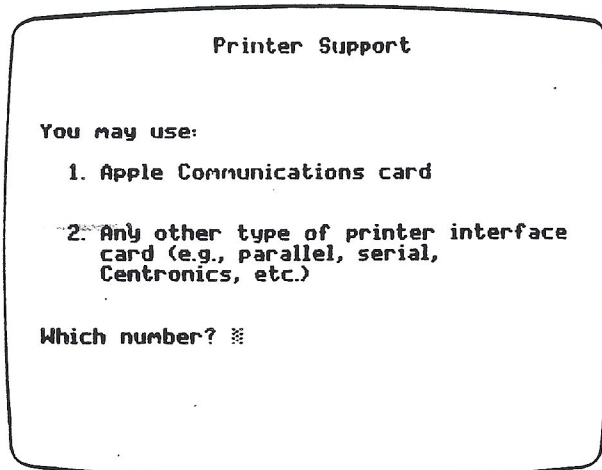 Printer Support
You may use:
1. Apple Communications card
2. Any other type of printer interface
card (e.g., parallel, serial,
Centronics, etc.)
Which number?